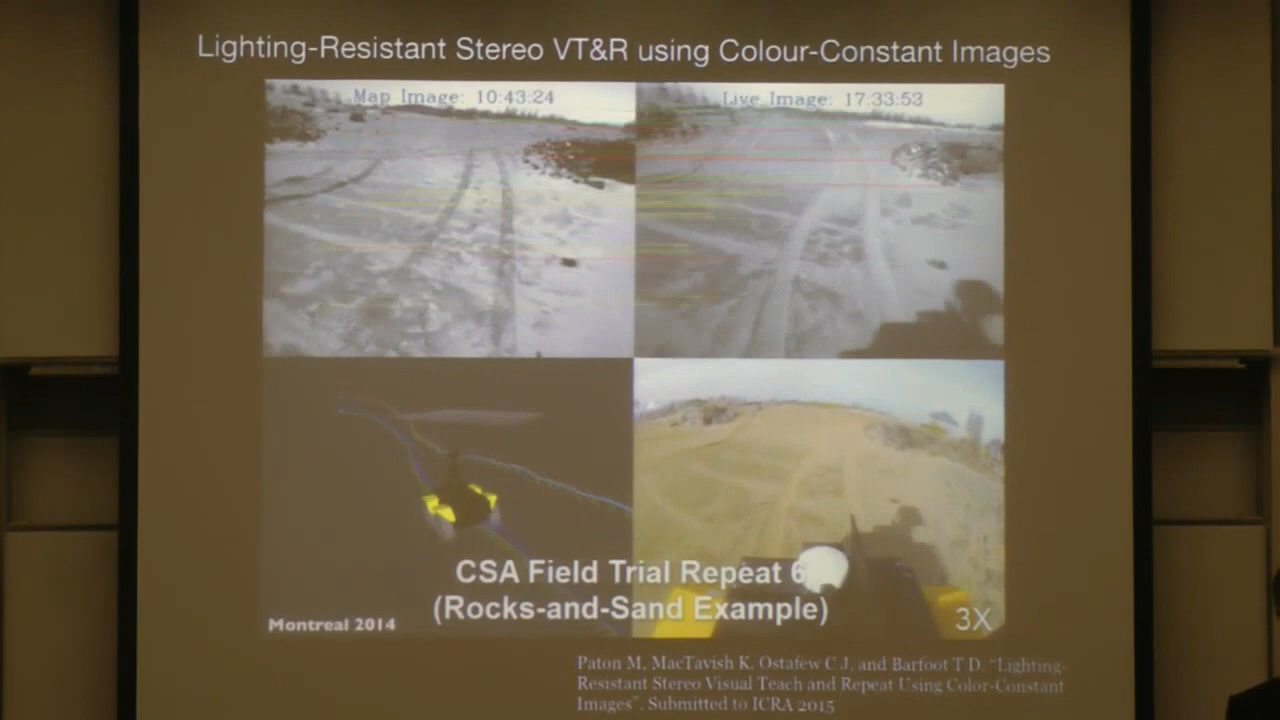 Lighting-Resistant Stereo VT&R using Colour-Constant Images
Map Image: 10:43:24
Live Image: 17:33:53
CSA Field Trial Repeat 6
(Rocks-and-Sand Example)
Montreal 2014
3X
Paton M, MacTavish K, Ostafew C J, and Barfoot T D. “Lighting-
Resistant Stereo Visual Teach and Repeat Using Color-Constant
Images”. Submitted to ICRA 2015